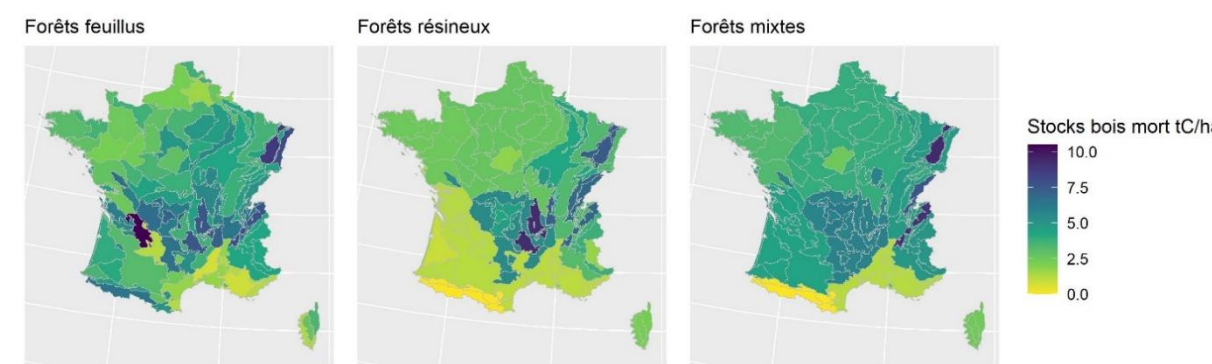 Forêts feuillus
Forêts résineux
Forêts mixtes
Stocks bois mort tC/ha
10.0
7.5
5.0
2.5
0.0